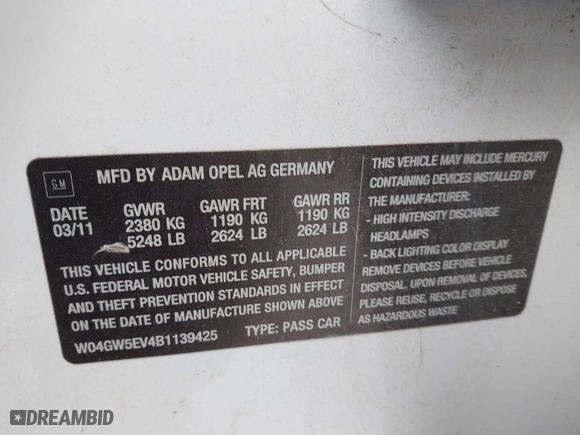 GM
MFD BY ADAM OPEL AG GERMANY
DATE GVWR GAWR FRT GAWR RR
03/11 2380 KG 1190 KG 1190 KG
5248 LB 2624 LB 2624 LB
THIS VEHICLE CONFORMS TO ALL APPLICABLE
U.S. FEDERAL MOTOR VEHICLE SAFETY, BUMPER
AND THEFT PREVENTION STANDARDS IN EFFECT
ON THE DATE OF MANUFACTURE SHOWN ABOVE
W04GW5EV4B1139425 TYPE: PASS CAR
THIS VEHICLE MAY INCLUDE MERCURY
CONTAINING DEVICES INSTALLED BY
THE MANUFACTURER:
- HIGH INTENSITY DISCHARGE
HEADLAMPS
- BACK LIGHTING COLOR DISPLAY
REMOVE DEVICES BEFORE VEHICLE
DISPOSAL. UPON REMOVAL OF DEVICES,
PLEASE REUSE, RECYCLE OR DISPOSE
AS HAZARDOUS WASTE
DREAMBID